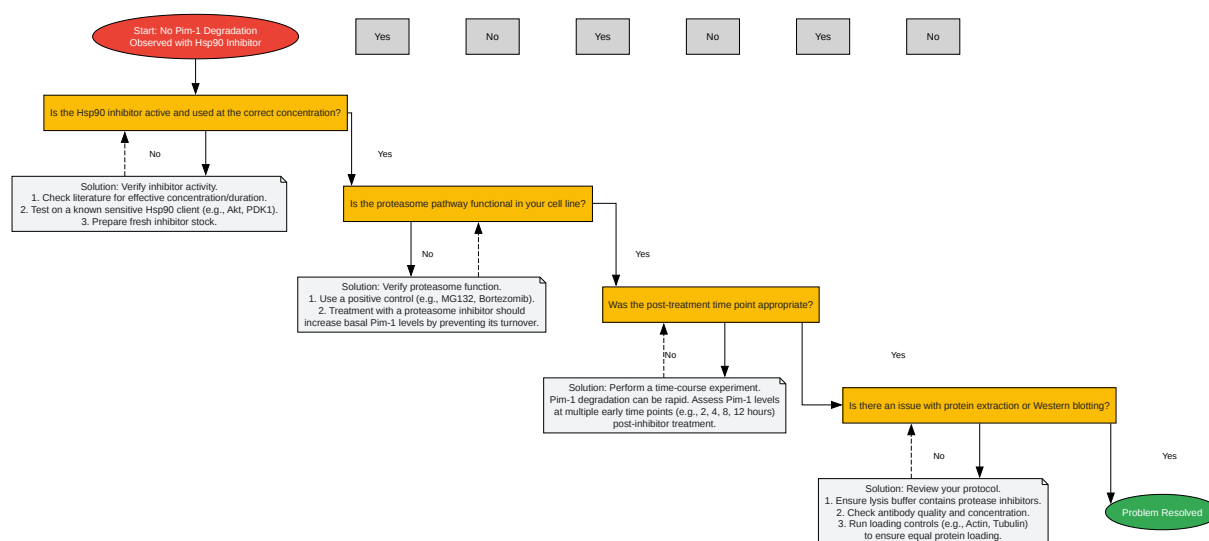 Start: No Pim-1 Degradation
Observed with Hsp90 Inhibitor
Yes
No
Yes
No
Yes
No
Is the Hsp90 inhibitor active and used at the correct concentration?
No
Yes
Solution: Verify inhibitor activity.
1. Check literature for effective concentration/duration.
2. Test on a known sensitive Hsp90 client (e.g., Akt, PDK1).
3. Prepare fresh inhibitor stock.
Is the proteasome pathway functional in your cell line?
No
Yes
Solution: Verify proteasome function.
1. Use a positive control (e.g., MG132, Bortezomib).
2. Treatment with a proteasome inhibitor should
increase basal Pim-1 levels by preventing its turnover.
Was the post-treatment time point appropriate?
No
Yes
Solution: Perform a time-course experiment.
Pim-1 degradation can be rapid. Assess Pim-1 levels
at multiple early time points (e.g., 2, 4, 8, 12 hours)
post-inhibitor treatment.
Is there an issue with protein extraction or Western blotting?
No
Yes
Solution: Review your protocol.
1. Ensure lysis buffer contains protease inhibitors.
2. Check antibody quality and concentration.
3. Run loading controls (e.g., Actin, Tubulin)
to ensure equal protein loading.
Problem Resolved